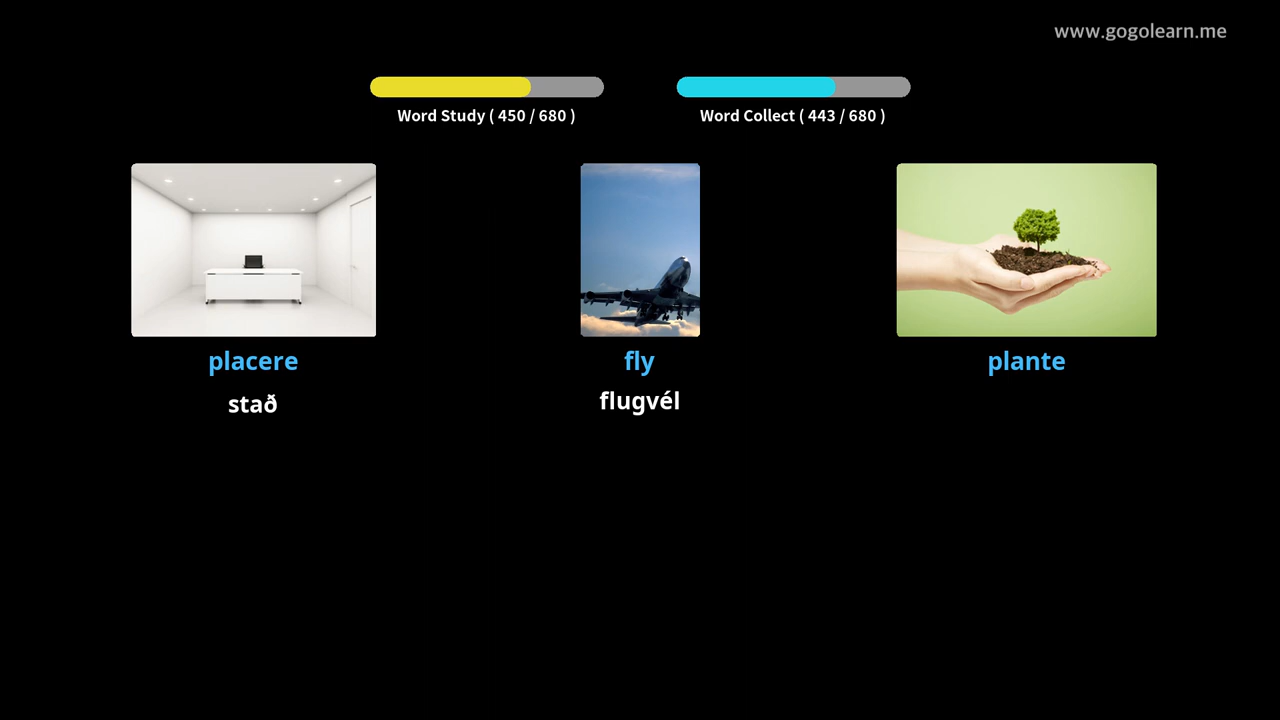 www.gogolearn.me
Word Study ( 450 / 680 )
Word Collect ( 443 / 680 )
placere
fly
plante
stað
flugvél